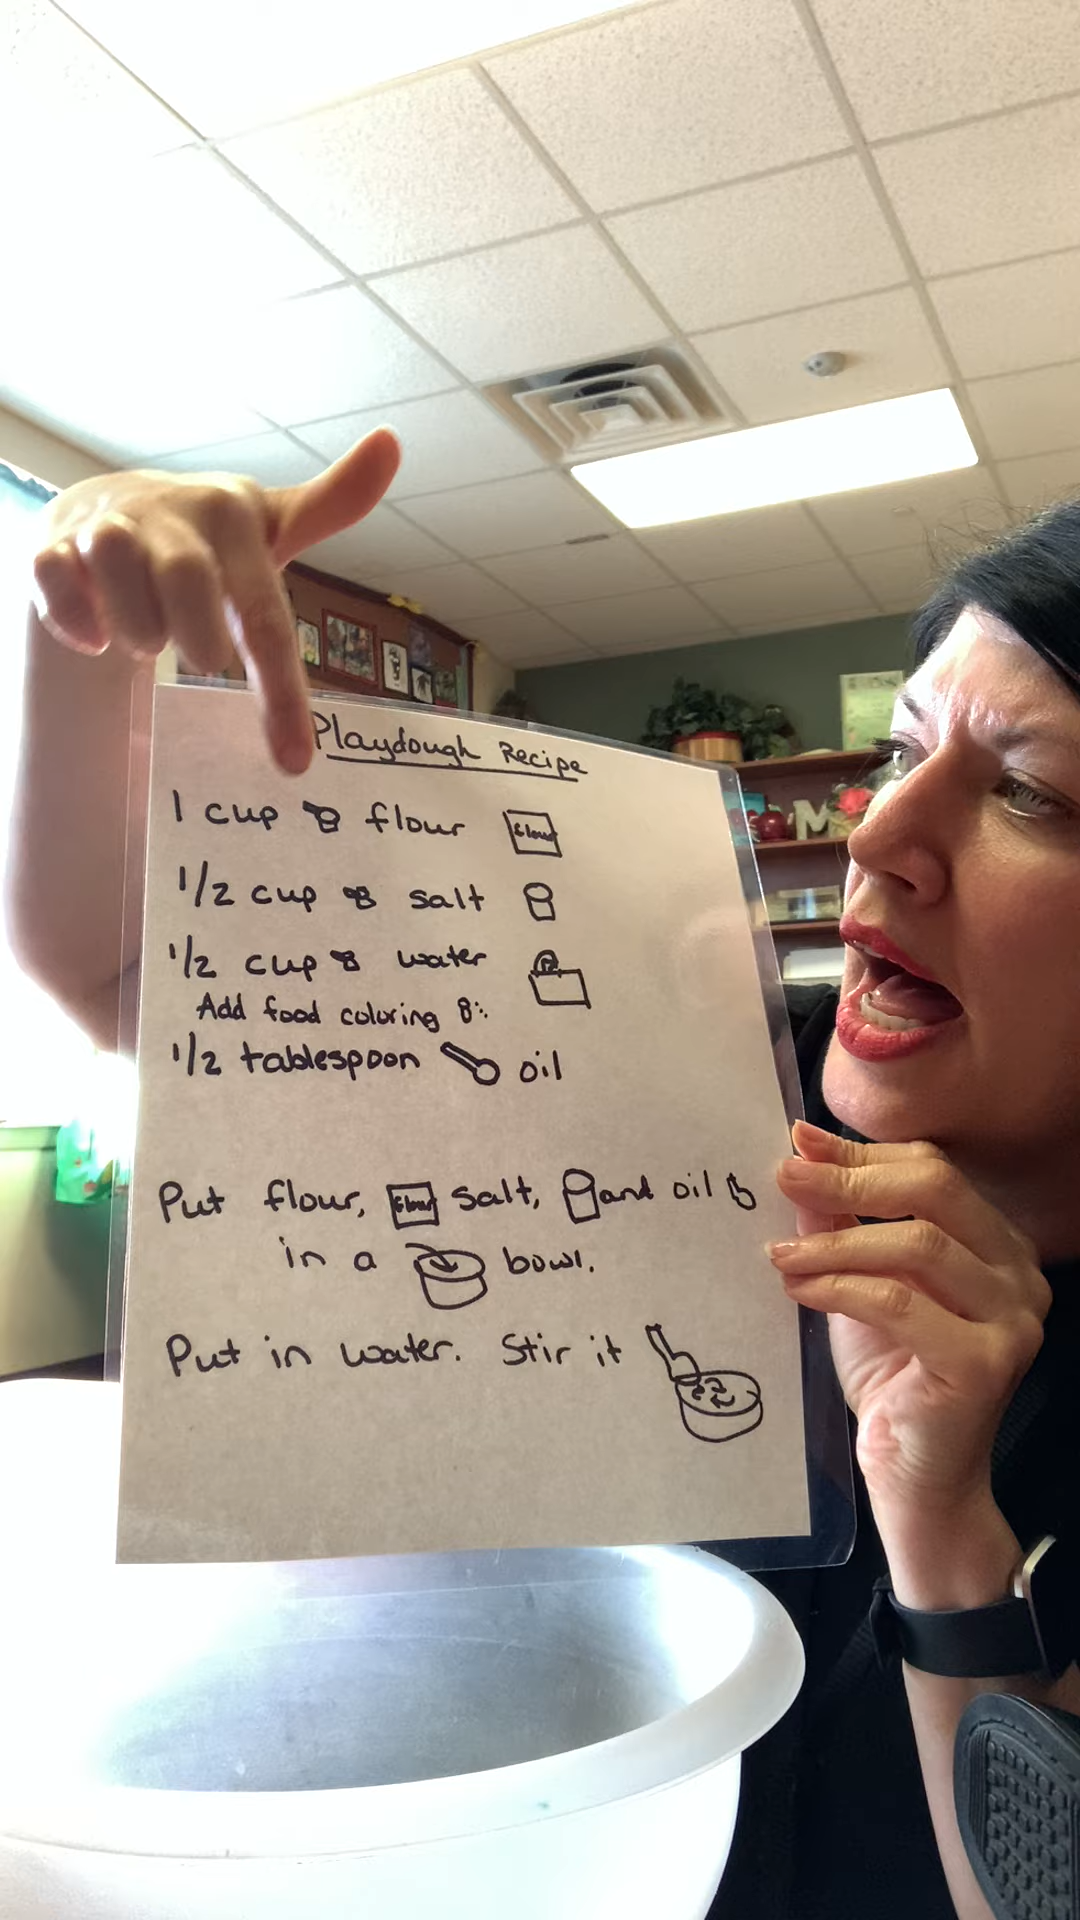 Playdough Recipe
1 cup flour flour
1/2 cup salt
1/2 cup water
Add food coloring
1/2 tablespoon oil
Put flour, flour salt, and oil
in a bowl.
Put in water. Stir it
M